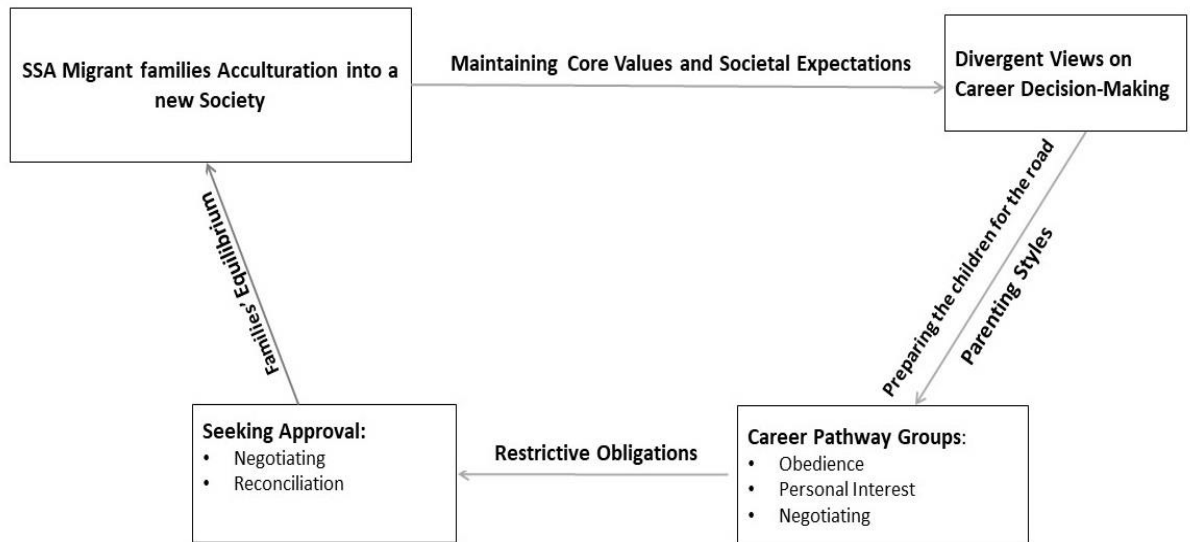 SSA Migrant families Acculturation into a
new Society
Maintaining Core Values and Societal Expectations
Divergent Views on
Career Decision-Making
Preparing the children for the road
Parenting Styles
Families' Equilibrium
Seeking Approval:
• Negotiating
• Reconciliation
Restrictive Obligations
Career Pathway Groups:
• Obedience
• Personal Interest
• Negotiating